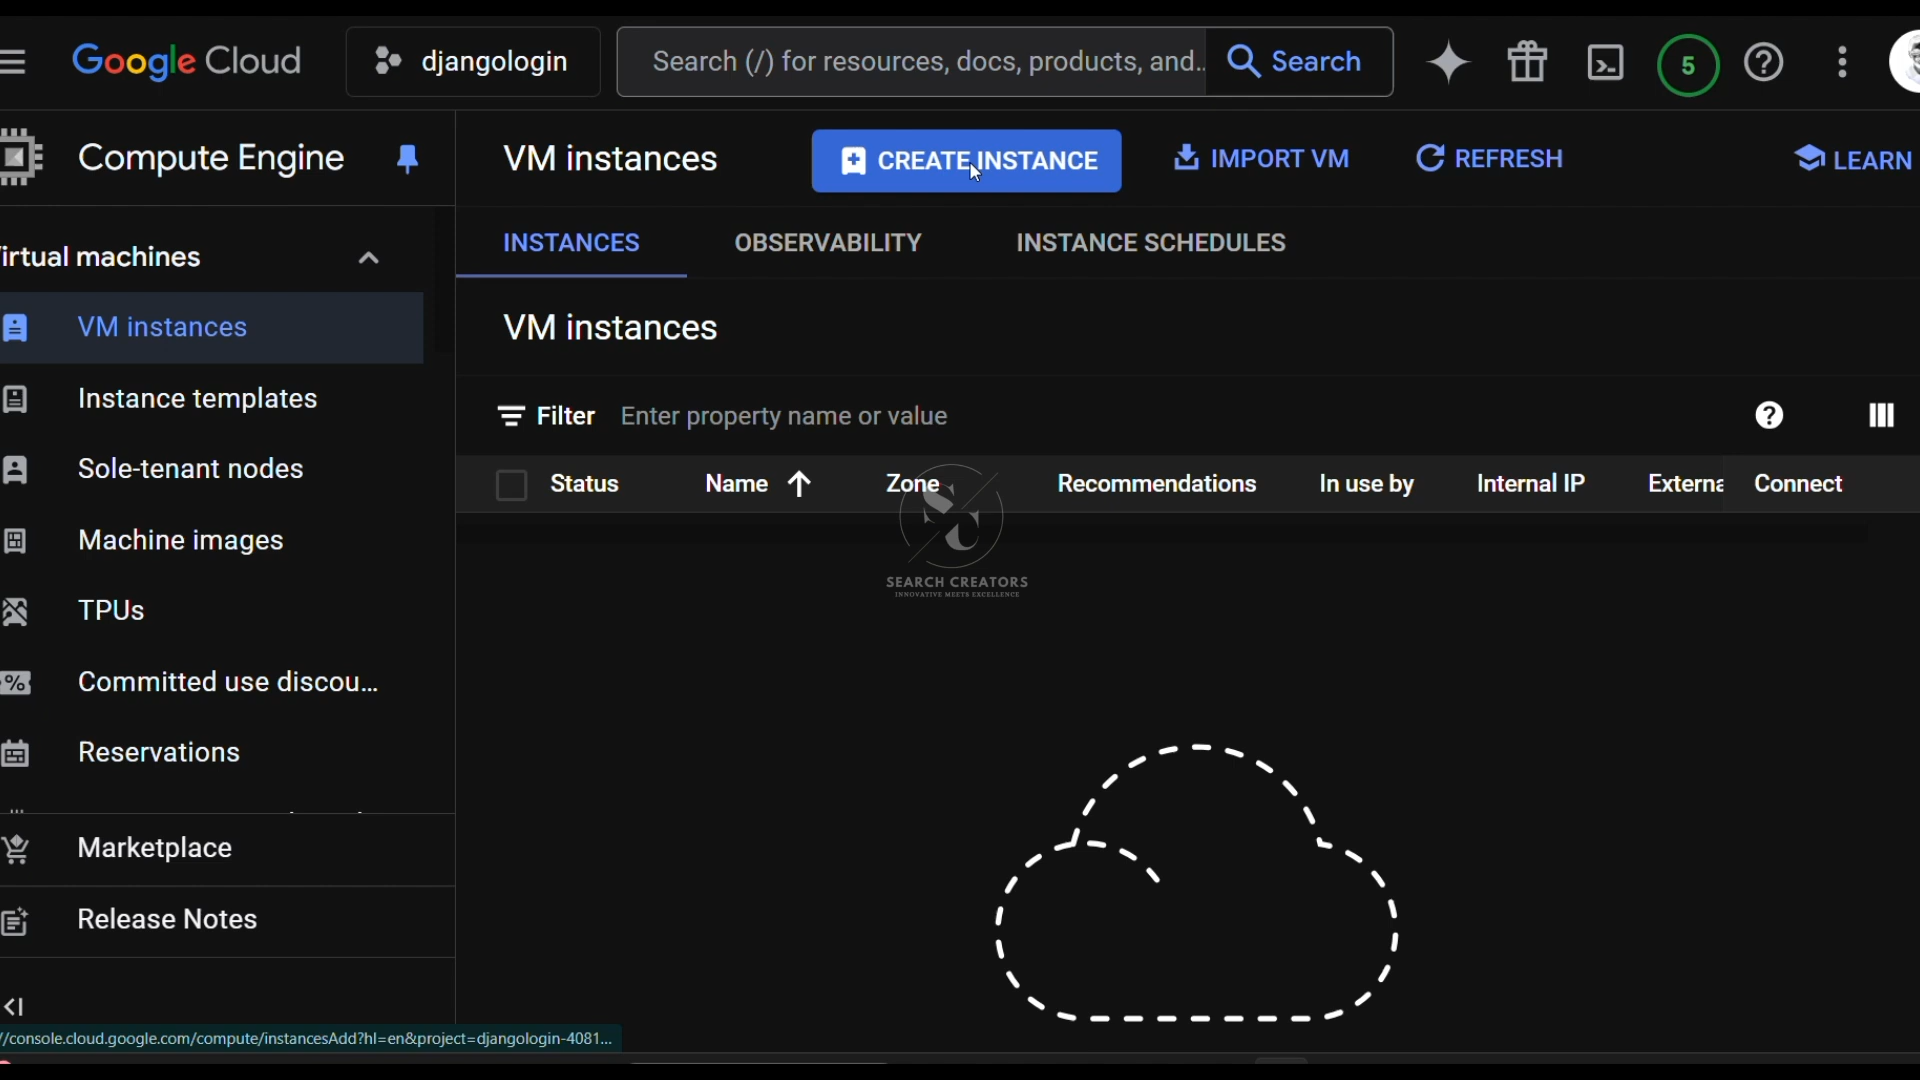 Google Cloud
djangologin
Search (/) for resources, docs, products, and..
Search
5
Compute Engine
VM instances
CREATE INSTANCE
IMPORT VM
REFRESH
LEARN
irtual machines
INSTANCES
OBSERVABILITY
INSTANCE SCHEDULES
VM instances
VM instances
Instance templates
Filter
Enter property name or value
Sole-tenant nodes
Status
Name
Zone
Recommendations
In use by
Internal IP
Externa
Connect
Machine images
SEARCH CREATORS
INNOVATIVE MEETS EXCELLENCE
TPUs
Committed use discou...
Reservations
Marketplace
Release Notes
//console.cloud.google.com/compute/instancesAdd?hl=en&project=djangologin-4081...